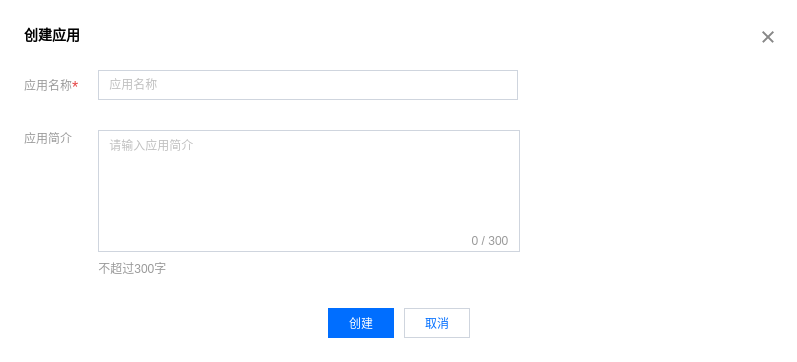 创建应用
应用名称*
应用名称
应用简介
请输入应用简介
0 / 300
不超过300字
创建
取消